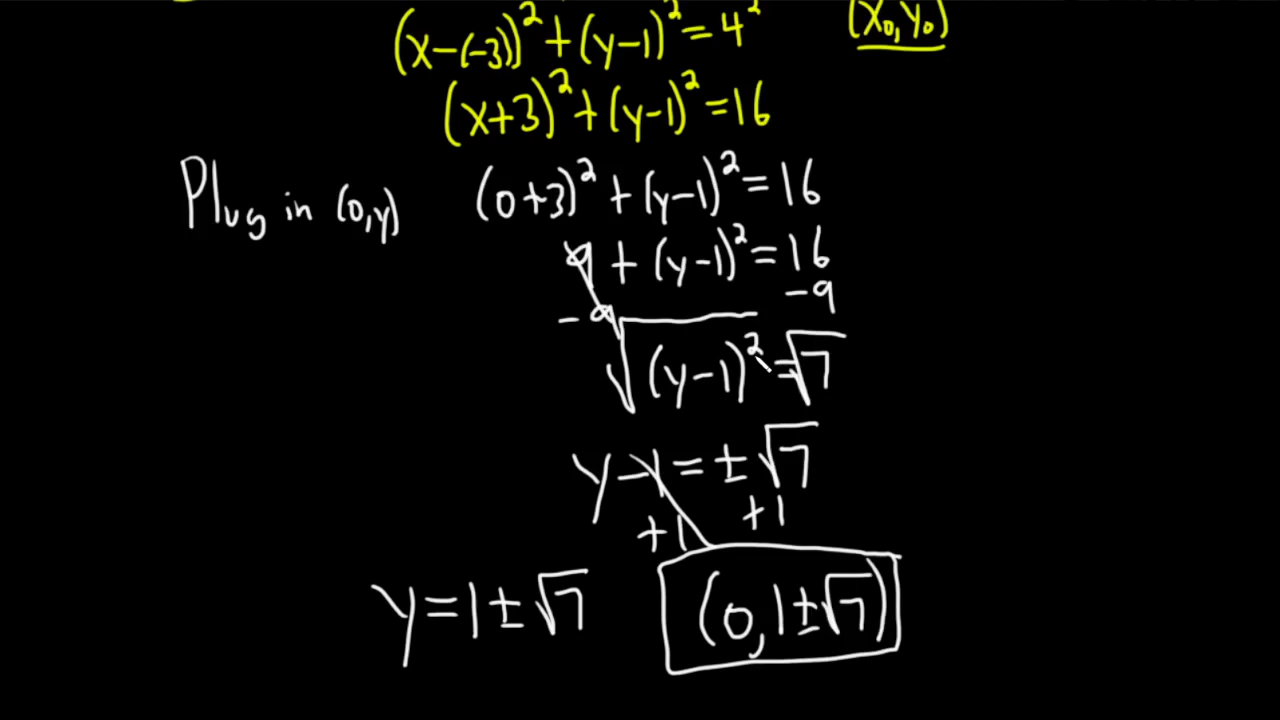 (x-(-3))²+(y-1)²=4² (x₀,y₀)
(x+3)²+(y-1)²=16
Plug in (0,y) (0+3)²+(y-1)²=16
9+(y-1)²=16
-9 -9
√(y-1)²=√7
y-1=±√7
+1 +1
y=1±√7 (0,1±√7)